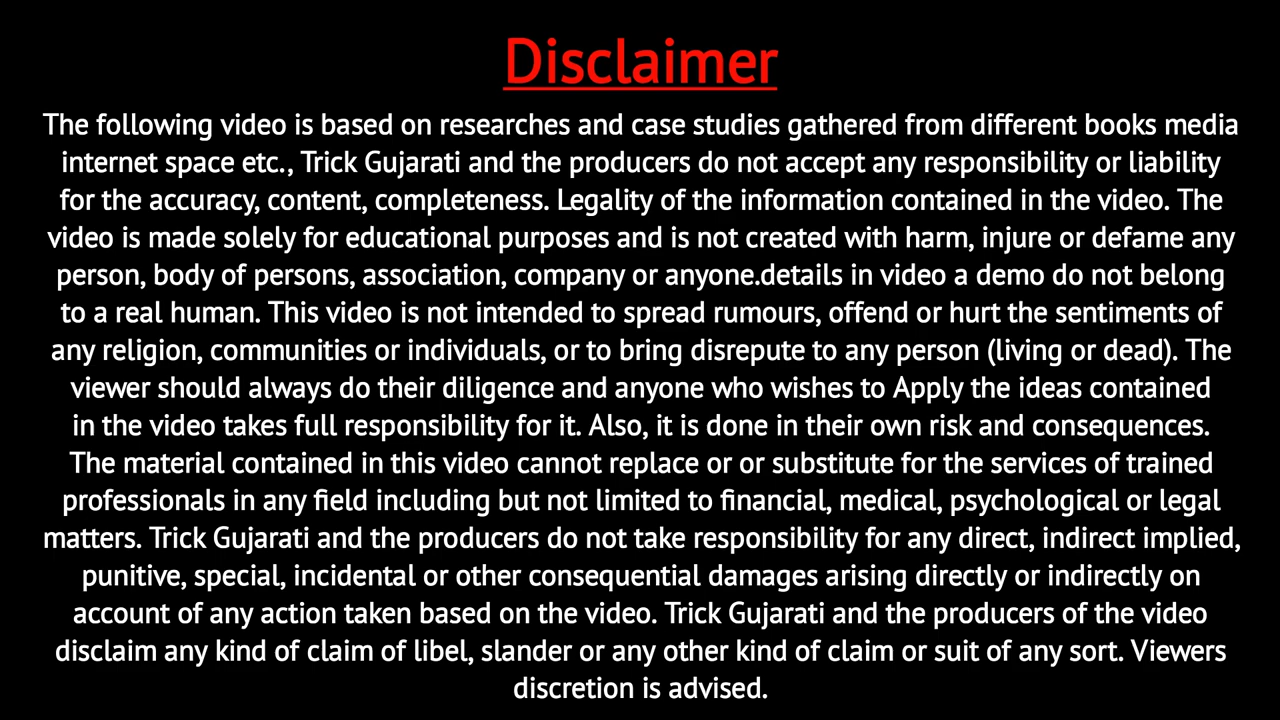 Disclaimer
The following video is based on researches and case studies gathered from different books media
internet space etc., Trick Gujarati and the producers do not accept any responsibility or liability
for the accuracy, content, completeness. Legality of the information contained in the video. The
video is made solely for educational purposes and is not created with harm, injure or defame any
person, body of persons, association, company or anyone.details in video a demo do not belong
to a real human. This video is not intended to spread rumours, offend or hurt the sentiments of
any religion, communities or individuals, or to bring disrepute to any person (living or dead). The
viewer should always do their diligence and anyone who wishes to Apply the ideas contained
in the video takes full responsibility for it. Also, it is done in their own risk and consequences.
The material contained in this video cannot replace or or substitute for the services of trained
professionals in any field including but not limited to financial, medical, psychological or legal
matters. Trick Gujarati and the producers do not take responsibility for any direct, indirect implied,
punitive, special, incidental or other consequential damages arising directly or indirectly on
account of any action taken based on the video. Trick Gujarati and the producers of the video
disclaim any kind of claim of libel, slander or any other kind of claim or suit of any sort. Viewers
discretion is advised.